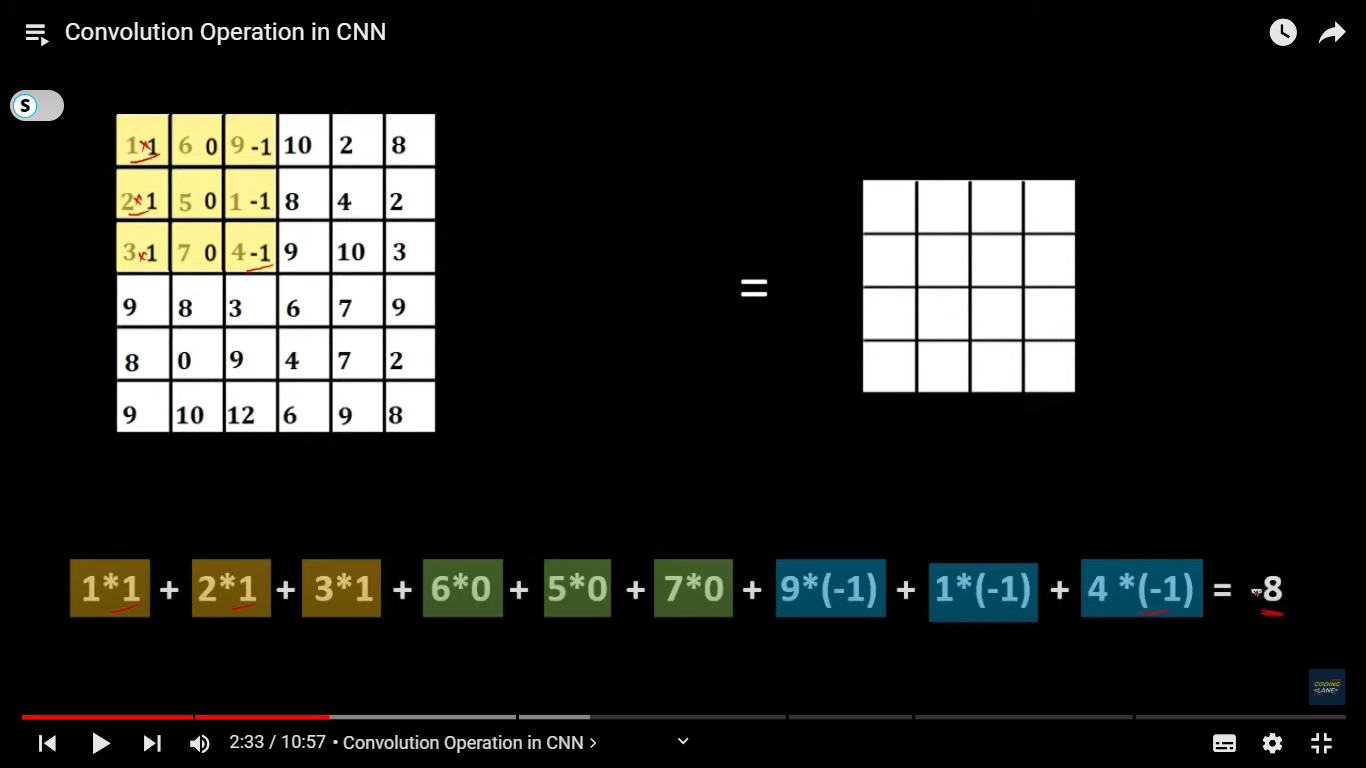 Convolution Operation in CNN
S
1 1 6 0 9 -1 10 2 8
2 1 5 0 1 -1 8 4 2
3 1 7 0 4 -1 9 10 3
=
9 8 3 6 7 9
8 0 9 4 7 2
9 10 12 6 9 8
1*1 + 2*1 + 3*1 + 6*0 + 5*0 + 7*0 + 9*(-1) + 1*(-1) + 4 *(-1) = -8
CODING
<LANE>
2:33 / 10:57 • Convolution Operation in CNN >